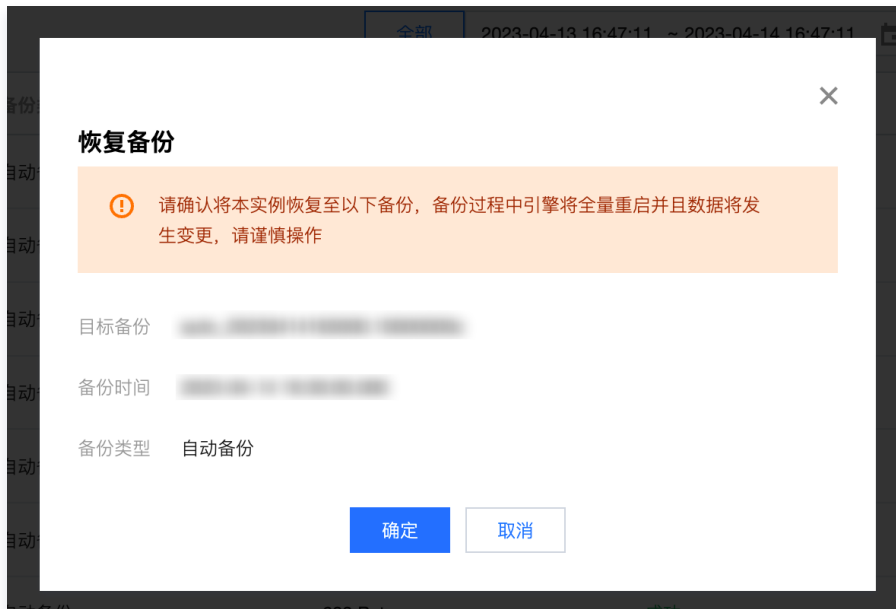 全部 2023-04-13 16:47:11 ~ 2023-04-14 16:47:11
恢复备份
请确认将本实例恢复至以下备份，备份过程中引擎将全量重启并且数据将发
生变更，请谨慎操作
目标备份
备份时间
备份类型 自动备份
确定 取消